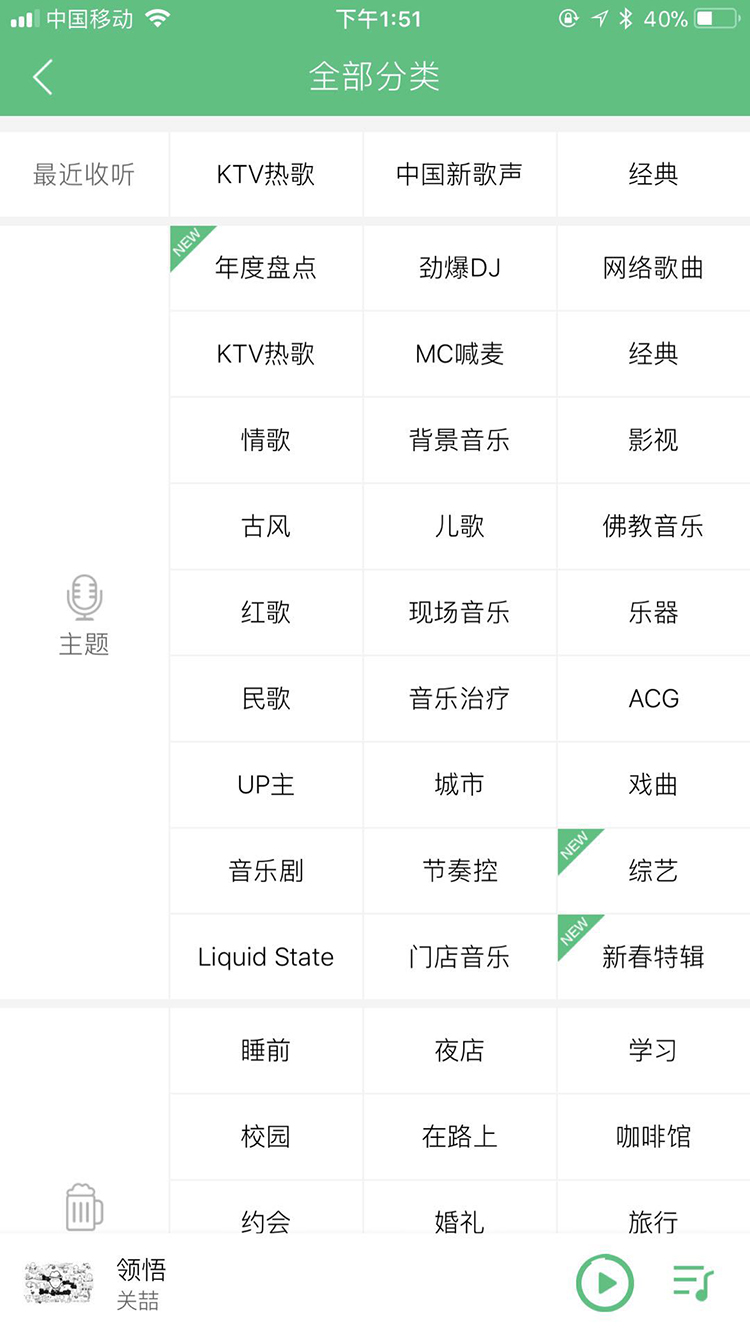 中国移动 下午1:51 40%
全部分类
最近收听 KTV热歌 中国新歌声 经典
NEW
年度盘点 劲爆DJ 网络歌曲
KTV热歌 MC喊麦 经典
情歌 背景音乐 影视
古风 儿歌 佛教音乐
红歌 现场音乐 乐器
主题
民歌 音乐治疗 ACG
UP主 城市 戏曲
NEW
音乐剧 节奏控 综艺
NEW
Liquid State 门店音乐 新春特辑
睡前 夜店 学习
校园 在路上 咖啡馆
约会 婚礼 旅行
领悟
关喆